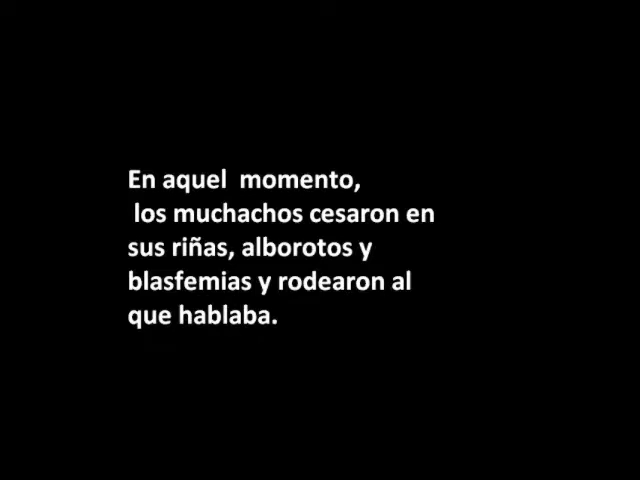 En aquel  momento,
los muchachos cesaron en
sus riñas, alborotos y
blasfemias y rodearon al
que hablaba.